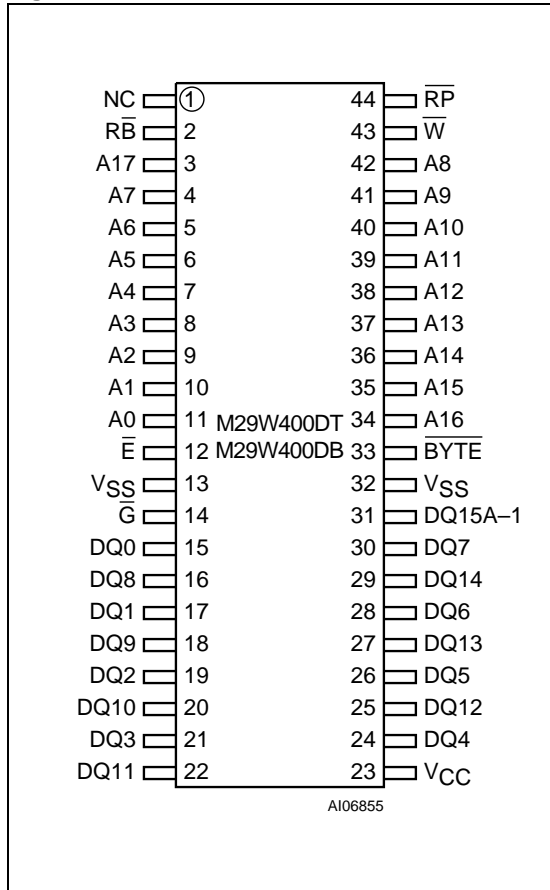 NC 1 44 R̅P̅
RB̅ 2 43 W̅
A17 3 42 A8
A7 4 41 A9
A6 5 40 A10
A5 6 39 A11
A4 7 38 A12
A3 8 37 A13
A2 9 36 A14
A1 10 35 A15
A0 11 M29W400DT 34 A16
E̅ 12 M29W400DB 33 B̅Y̅T̅E̅
VSS 13 32 VSS
G̅ 14 31 DQ15A–1
DQ0 15 30 DQ7
DQ8 16 29 DQ14
DQ1 17 28 DQ6
DQ9 18 27 DQ13
DQ2 19 26 DQ5
DQ10 20 25 DQ12
DQ3 21 24 DQ4
DQ11 22 23 VCC
AI06855